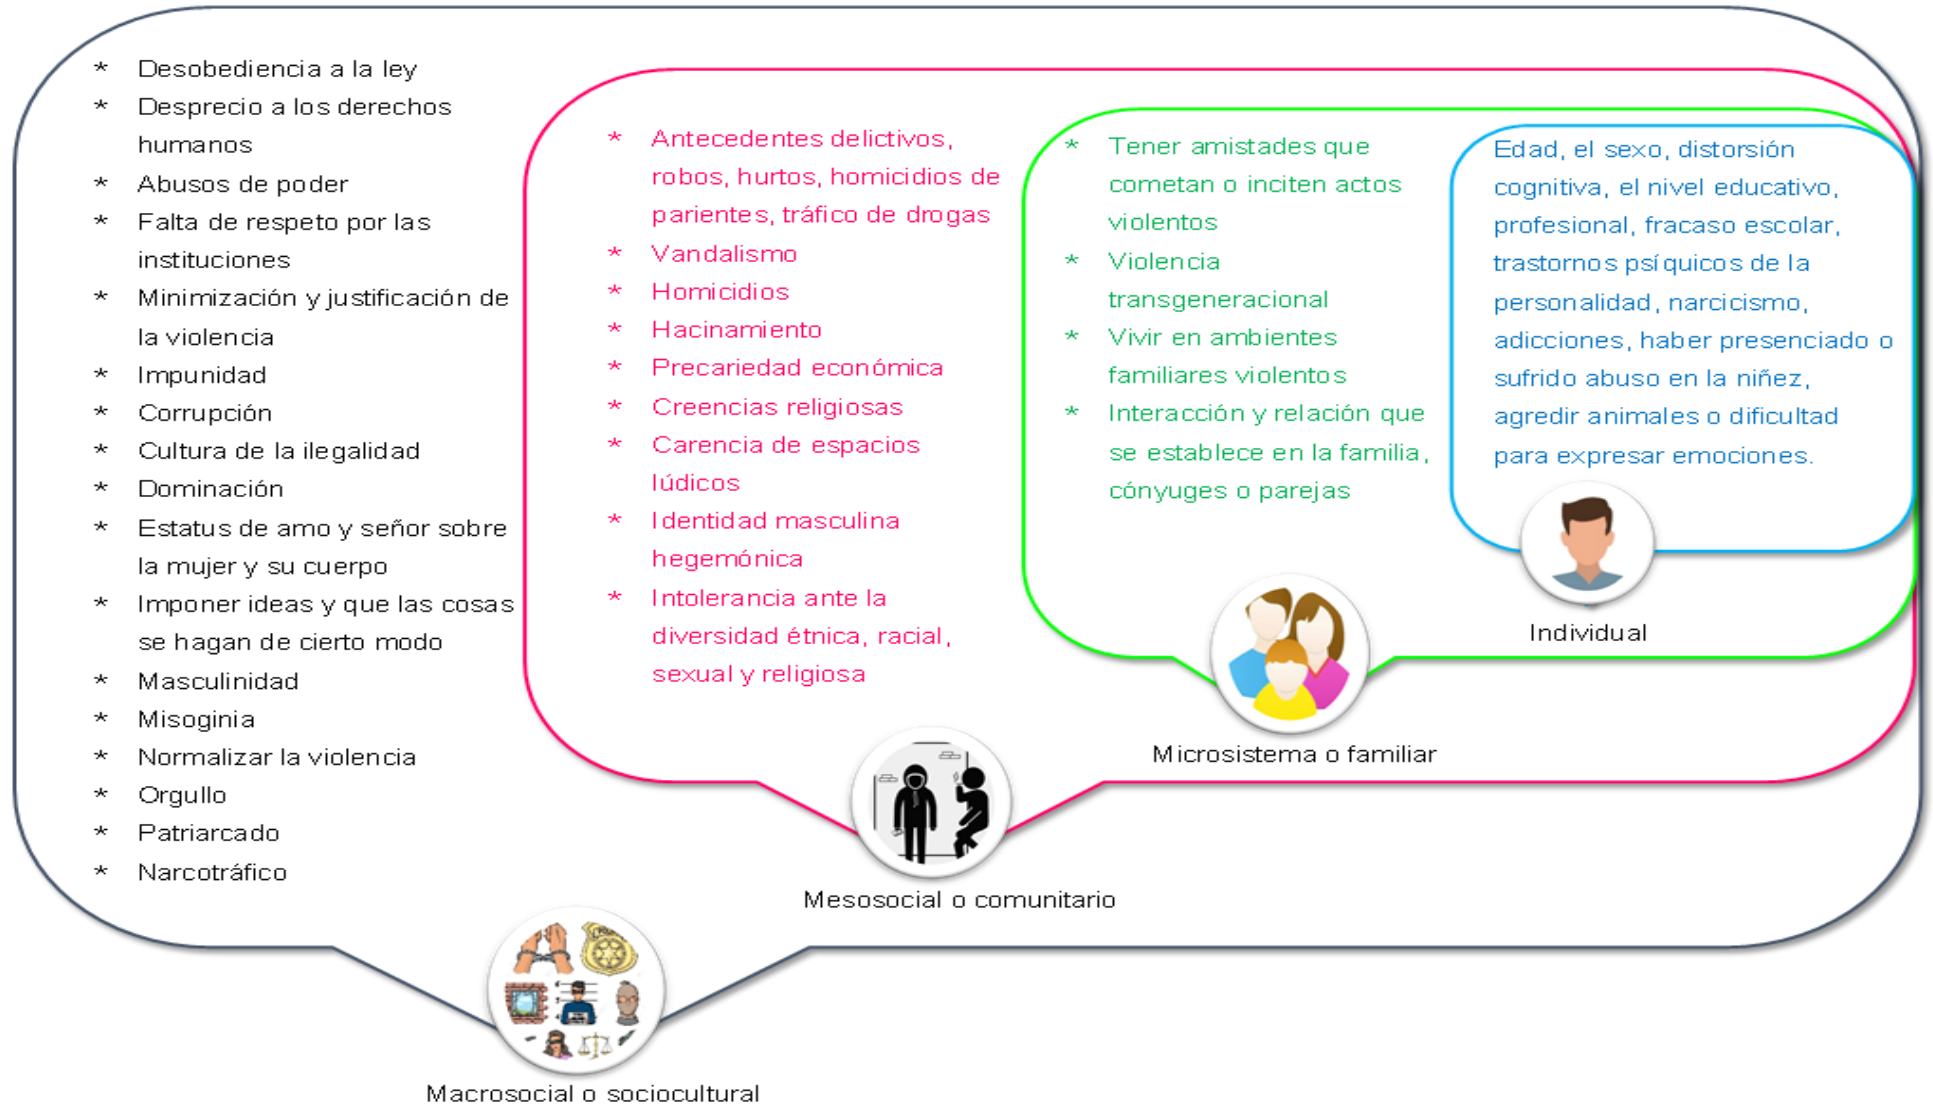 * Desobediencia a la ley
* Desprecio a los derechos
humanos
* Abusos de poder
* Falta de respeto por las
instituciones
* Minimización y justificación de
la violencia
* Impunidad
* Corrupción
* Cultura de la ilegalidad
* Dominación
* Estatus de amo y señor sobre
la mujer y su cuerpo
* Imponer ideas y que las cosas
se hagan de cierto modo
* Masculinidad
* Misoginia
* Normalizar la violencia
* Orgullo
* Patriarcado
* Narcotráfico
Macrosocial o sociocultural
* Antecedentes delictivos,
robos, hurtos, homicidios de
parientes, tráfico de drogas
* Vandalismo
* Homicidios
* Hacinamiento
* Precariedad económica
* Creencias religiosas
* Carencia de espacios
lúdicos
* Identidad masculina
hegemónica
* Intolerancia ante la
diversidad étnica, racial,
sexual y religiosa
Mesosocial o comunitario
* Tener amistades que
cometan o inciten actos
violentos
* Violencia
transgeneracional
* Vivir en ambientes
familiares violentos
* Interacción y relación que
se establece en la familia,
cónyuges o parejas
Microsistema o familiar
Edad, el sexo, distorsión
cognitiva, el nivel educativo,
profesional, fracaso escolar,
trastornos psíquicos de la
personalidad, narcicismo,
adicciones, haber presenciado o
sufrido abuso en la niñez,
agredir animales o dificultad
para expresar emociones.
Individual